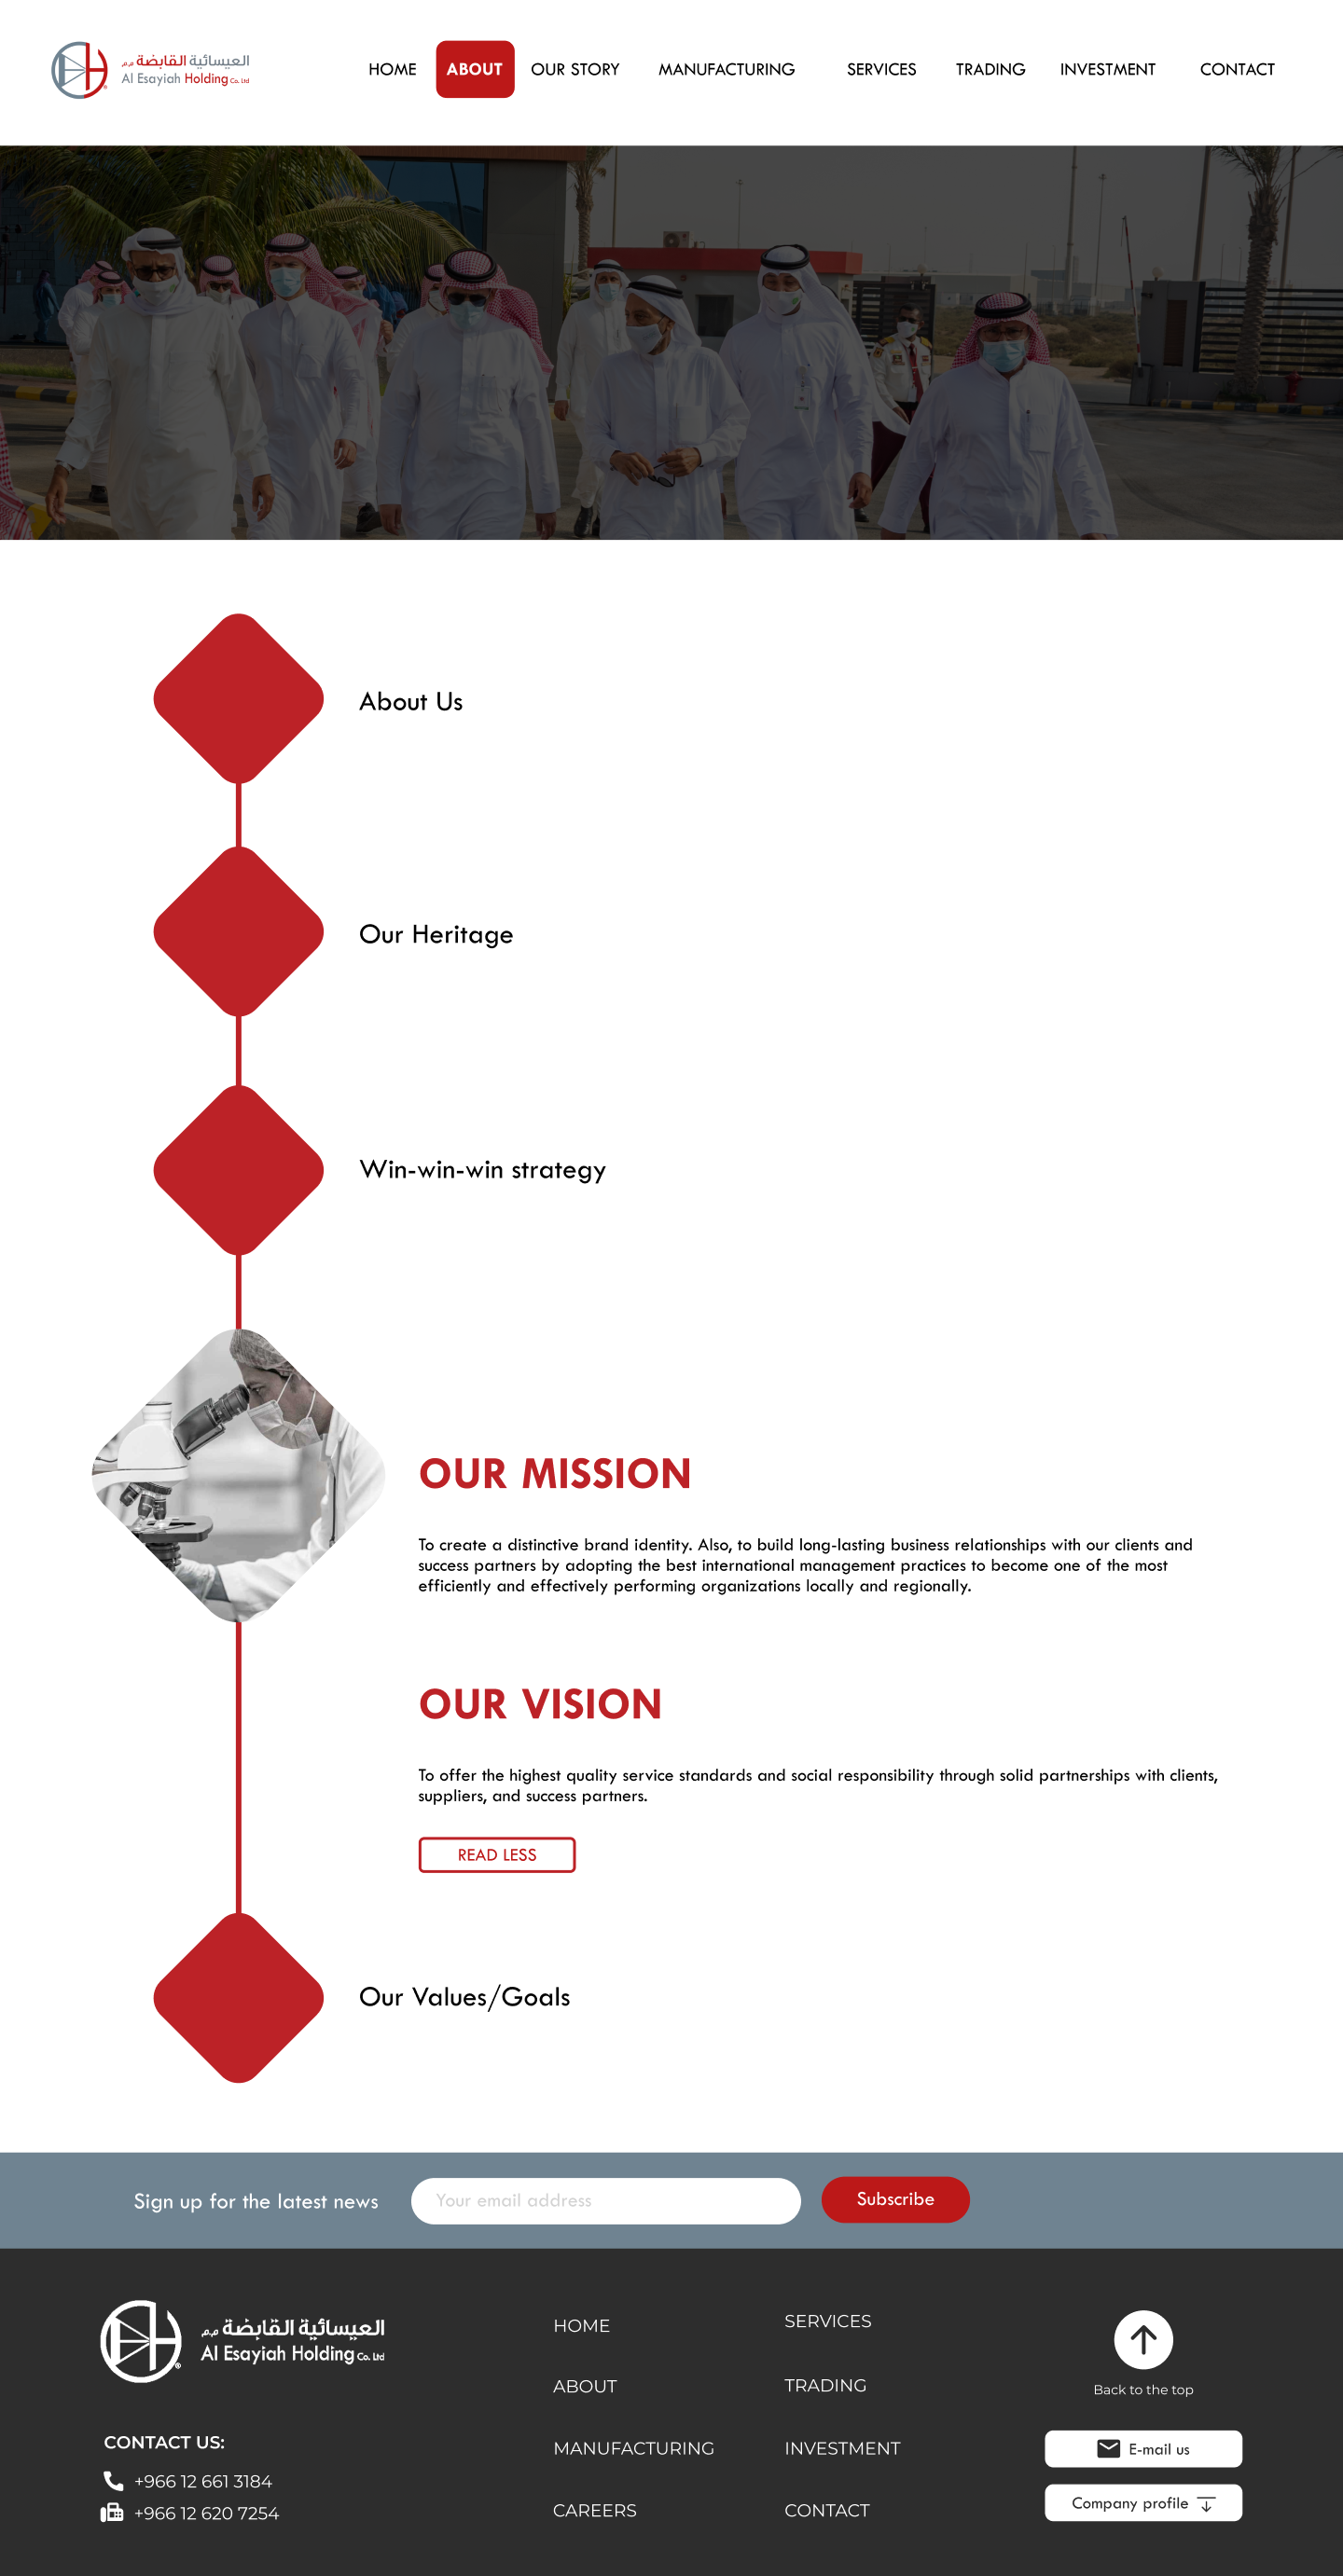 العيسائية القابضة م.م
Al Esayiah Holding Co. Ltd
HOME
ABOUT
OUR STORY
MANUFACTURING
SERVICES
TRADING
INVESTMENT
CONTACT
About Us
Our Heritage
Win-win-win strategy
OUR MISSION
To create a distinctive brand identity. Also, to build long-lasting business relationships with our clients and
success partners by adopting the best international management practices to become one of the most
efficiently and effectively performing organizations locally and regionally.
OUR VISION
To offer the highest quality service standards and social responsibility through solid partnerships with clients,
suppliers, and success partners.
READ LESS
Our Values/Goals
Sign up for the latest news
Your email address
Subscribe
العيسائية القابضة م.م
Al Esayiah Holding Co. Ltd
CONTACT US:
+966 12 661 3184
+966 12 620 7254
HOME
ABOUT
MANUFACTURING
CAREERS
SERVICES
TRADING
INVESTMENT
CONTACT
Back to the top
E-mail us
Company profile